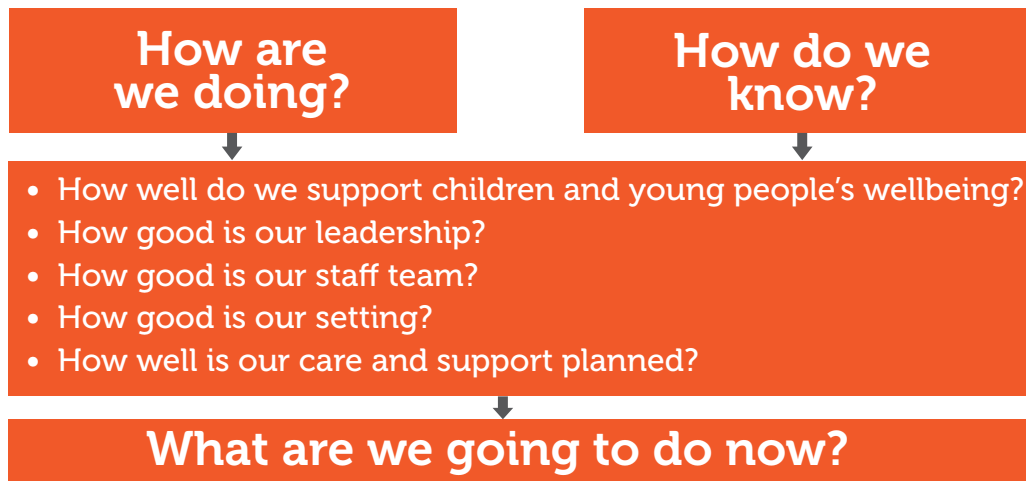 How are
we doing?
How do we
know?
• How well do we support children and young people’s wellbeing?
• How good is our leadership?
• How good is our staff team?
• How good is our setting?
• How well is our care and support planned?
What are we going to do now?